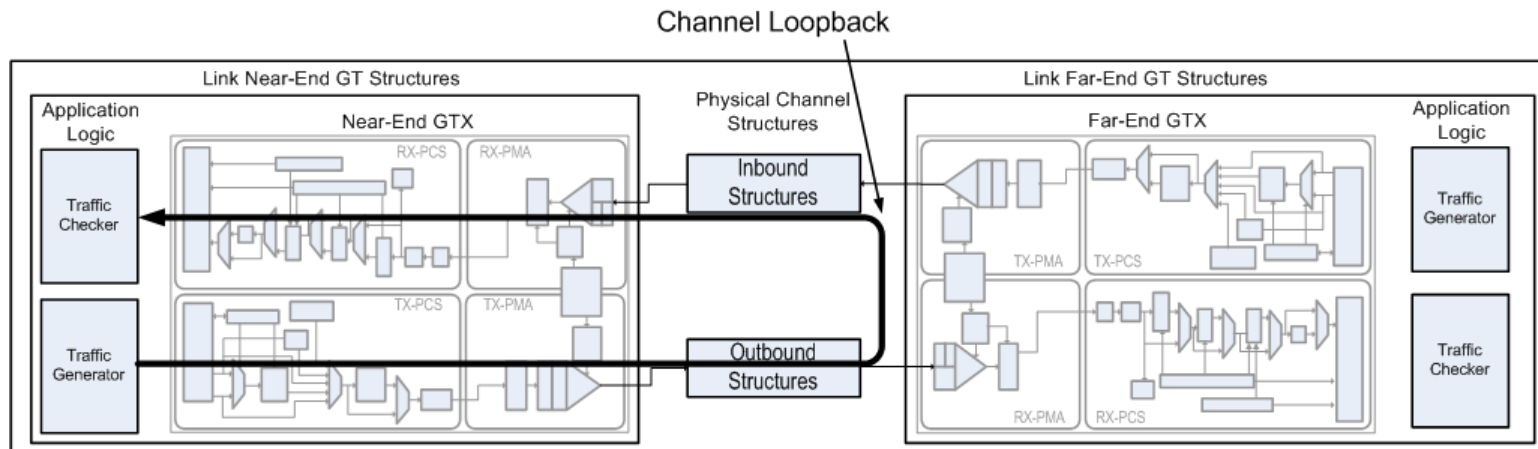 Channel Loopback
Link Near-End GT Structures
Link Far-End GT Structures
Application
Logic
Near-End GTX
Physical Channel
Structures
Far-End GTX
Application
Logic
RX-PCS
RX-PMA
Inbound
Structures
Traffic
Checker
Traffic
Generator
TX-PMA
TX-PCS
TX-PCS
TX-PMA
Traffic
Generator
Outbound
Structures
Traffic
Checker
RX-PMA
RX-PCS